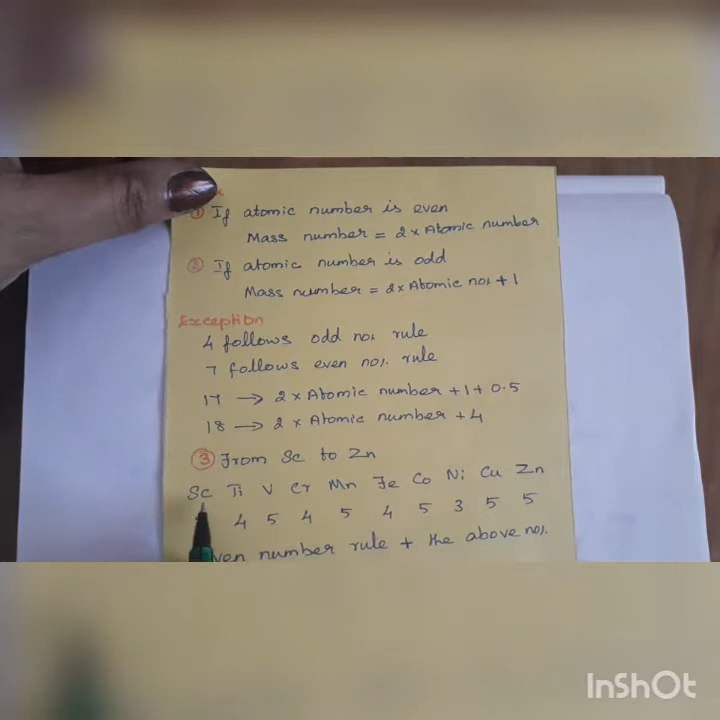 ① If atomic number is even
Mass number = 2 x Atomic number
② If atomic number is odd
Mass number = 2 x Atomic no. + 1
Exception
4 follows odd no. rule
7 follows even no. rule
17 → 2 x Atomic number + 1 + 0.5
18 → 2 x Atomic number + 4
③ From Sc to Zn
Sc Ti V Cr Mn Fe Co Ni Cu Zn
4 5 4 5 4 5 3 5 5
number rule + the above no.
InShOt